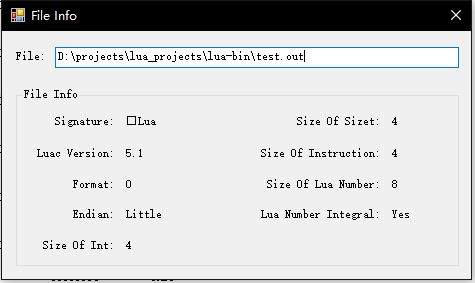 File Info
File: D:\projects\lua_projects\lua-bin\test.out
File Info
Signature: □Lua
Size Of Sizet: 4
Luac Version: 5.1
Size Of Instruction: 4
Format: 0
Size Of Lua Number: 8
Endian: Little
Lua Number Integral: Yes
Size Of Int: 4